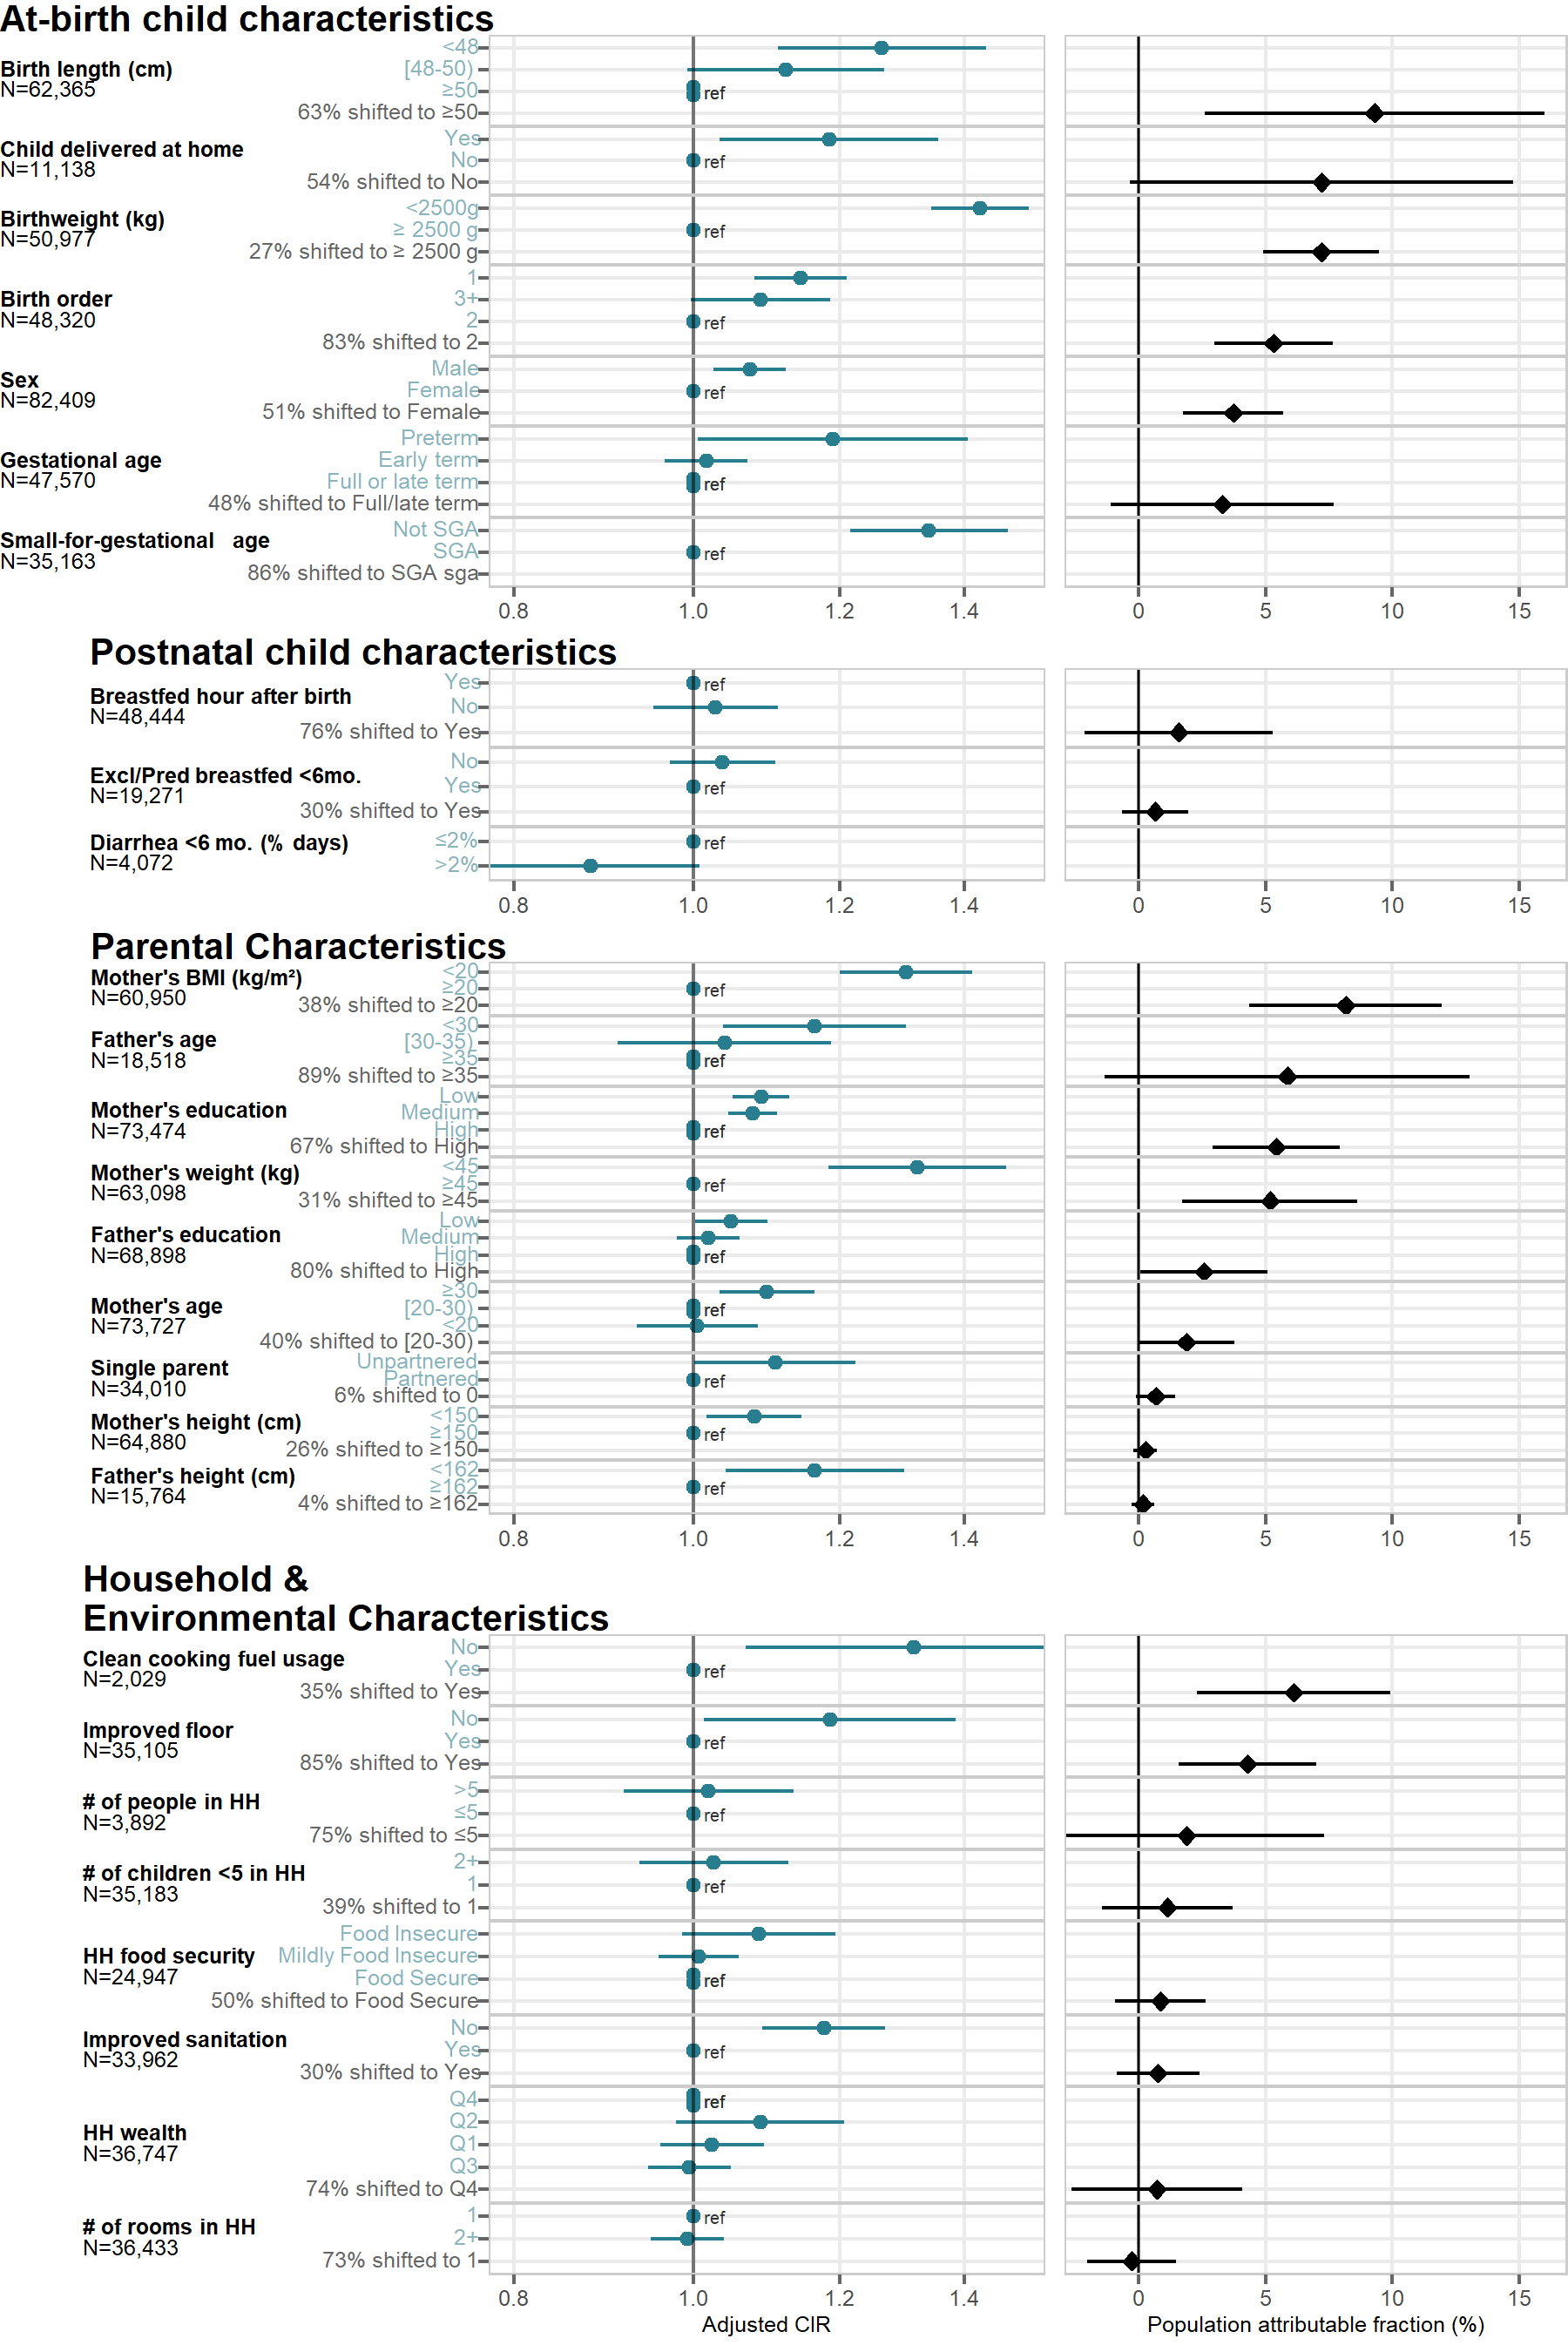 At-birth child characteristics
Birth length (cm)
N=62,365
<48
[48-50)
≥50
63% shifted to ≥50
ref
Child delivered at home
N=11,138
Yes
No
54% shifted to No
ref
Birthweight (kg)
N=50,977
<2500g
≥ 2500 g
27% shifted to ≥ 2500 g
ref
Birth order
N=48,320
1
3+
2
83% shifted to 2
ref
Sex
N=82,409
Male
Female
51% shifted to Female
ref
Gestational age
N=47,570
Preterm
Early term
Full or late term
48% shifted to Full/late term
ref
Small-for-gestational age
N=35,163
Not SGA
SGA
86% shifted to SGA sga
ref
0.8 1.0 1.2 1.4 0 5 10 15
Postnatal child characteristics
Breastfed hour after birth
N=48,444
Yes
No
76% shifted to Yes
ref
Excl/Pred breastfed <6mo.
N=19,271
No
Yes
30% shifted to Yes
ref
Diarrhea <6 mo. (% days)
N=4,072
≤2%
>2%
ref
0.8 1.0 1.2 1.4 0 5 10 15
Parental Characteristics
Mother's BMI (kg/m²)
N=60,950
<20
≥20
38% shifted to ≥20
ref
Father's age
N=18,518
<30
[30-35)
≥35
89% shifted to ≥35
ref
Mother's education
N=73,474
Low
Medium
High
67% shifted to High
ref
Mother's weight (kg)
N=63,098
<45
≥45
31% shifted to ≥45
ref
Father's education
N=68,898
Low
Medium
High
80% shifted to High
ref
Mother's age
N=73,727
≥30
[20-30)
<20
40% shifted to [20-30)
ref
Single parent
N=34,010
Unpartnered
Partnered
6% shifted to 0
ref
Mother's height (cm)
N=64,880
<150
≥150
26% shifted to ≥150
ref
Father's height (cm)
N=15,764
<162
≥162
4% shifted to ≥162
ref
0.8 1.0 1.2 1.4 0 5 10 15
Household &
Environmental Characteristics
Clean cooking fuel usage
N=2,029
No
Yes
35% shifted to Yes
ref
Improved floor
N=35,105
No
Yes
85% shifted to Yes
ref
# of people in HH
N=3,892
>5
≤5
75% shifted to ≤5
ref
# of children <5 in HH
N=35,183
2+
1
39% shifted to 1
ref
HH food security
N=24,947
Food Insecure
Mildly Food Insecure
Food Secure
50% shifted to Food Secure
ref
Improved sanitation
N=33,962
No
Yes
30% shifted to Yes
ref
HH wealth
N=36,747
Q4
Q2
Q1
Q3
74% shifted to Q4
ref
# of rooms in HH
N=36,433
1
2+
73% shifted to 1
ref
0.8 1.0 1.2 1.4 0 5 10 15
Adjusted CIR
Population attributable fraction (%)